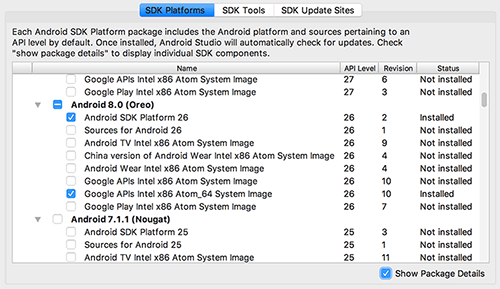 SDK Platforms SDK Tools SDK Update Sites
Each Android SDK Platform package includes the Android platform and sources pertaining to an
API level by default. Once installed, Android Studio will automatically check for updates. Check
"show package details" to display individual SDK components.
Name API Level Revision Status
Google APIs Intel x86 Atom System Image 27 6 Not installed
Google Play Intel x86 Atom System Image 27 3 Not installed
Android 8.0 (Oreo)
Android SDK Platform 26 26 2 Installed
Sources for Android 26 26 1 Not installed
Android TV Intel x86 Atom System Image 26 9 Not installed
China version of Android Wear Intel x86 Atom System Image 26 4 Not installed
Android Wear Intel x86 Atom System Image 26 4 Not installed
Google APIs Intel x86 Atom System Image 26 10 Not installed
Google APIs Intel x86 Atom_64 System Image 26 10 Installed
Google Play Intel x86 Atom System Image 26 7 Not installed
Android 7.1.1 (Nougat)
Android SDK Platform 25 25 3 Not installed
Sources for Android 25 25 1 Not installed
Android TV Intel x86 Atom System Image 25 11 Not installed
Show Package Details